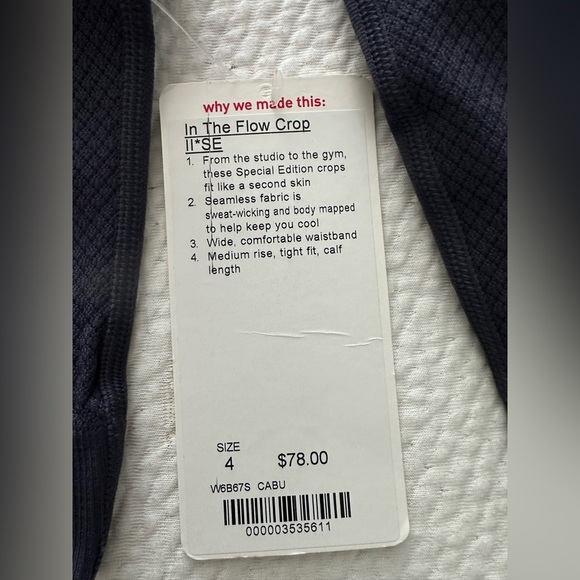 why we made this:
In The Flow Crop
II*SE
1. From the studio to the gym,
these Special Edition crops
fit like a second skin
2. Seamless fabric is
sweat-wicking and body mapped
to help keep you cool
3. Wide, comfortable waistband
4. Medium rise, tight fit, calf
length
SIZE
4 $78.00
W6B67S CABU
000003535611